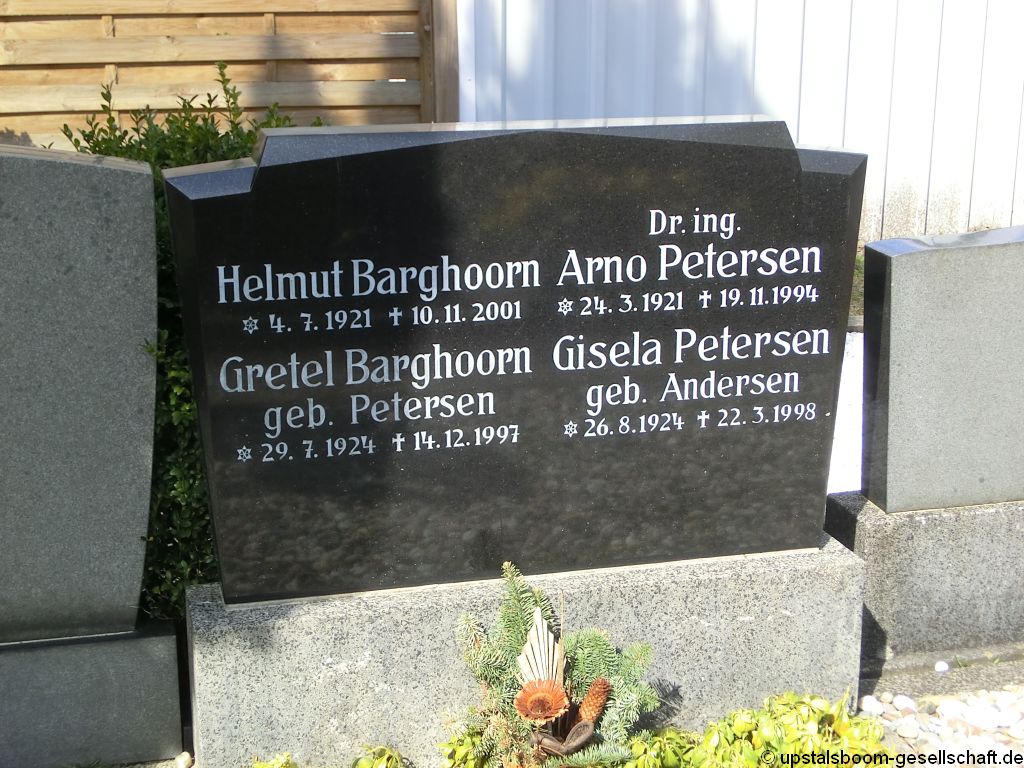 Helmut Barghoorn
✡ 4. 7. 1921 ✝ 10. 11. 2001
Gretel Barghoorn
geb. Petersen
✡ 29. 7. 1924 ✝ 14. 12. 1997
Dr. ing.
Arno Petersen
✡ 24. 3. 1921 ✝ 19. 11. 1994
Gisela Petersen
geb. Andersen
✡ 26. 8. 1924 ✝ 22. 3. 1998
© upstalsboom-gesellschaft.de